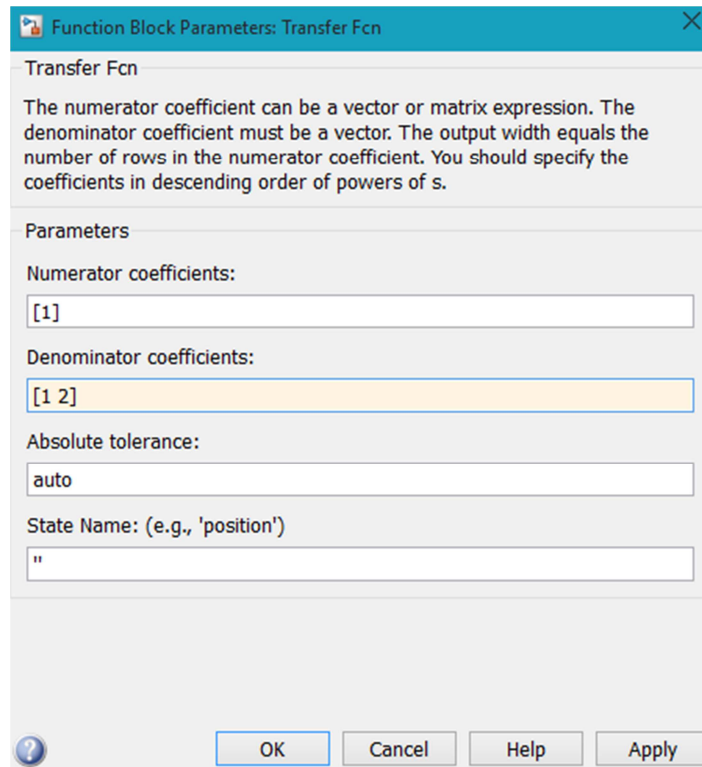 Function Block Parameters: Transfer Fcn
Transfer Fcn
The numerator coefficient can be a vector or matrix expression. The
denominator coefficient must be a vector. The output width equals the
number of rows in the numerator coefficient. You should specify the
coefficients in descending order of powers of s.
Parameters
Numerator coefficients:
[1]
Denominator coefficients:
[1 2]
Absolute tolerance:
auto
State Name: (e.g., 'position')
''
OK
Cancel
Help
Apply